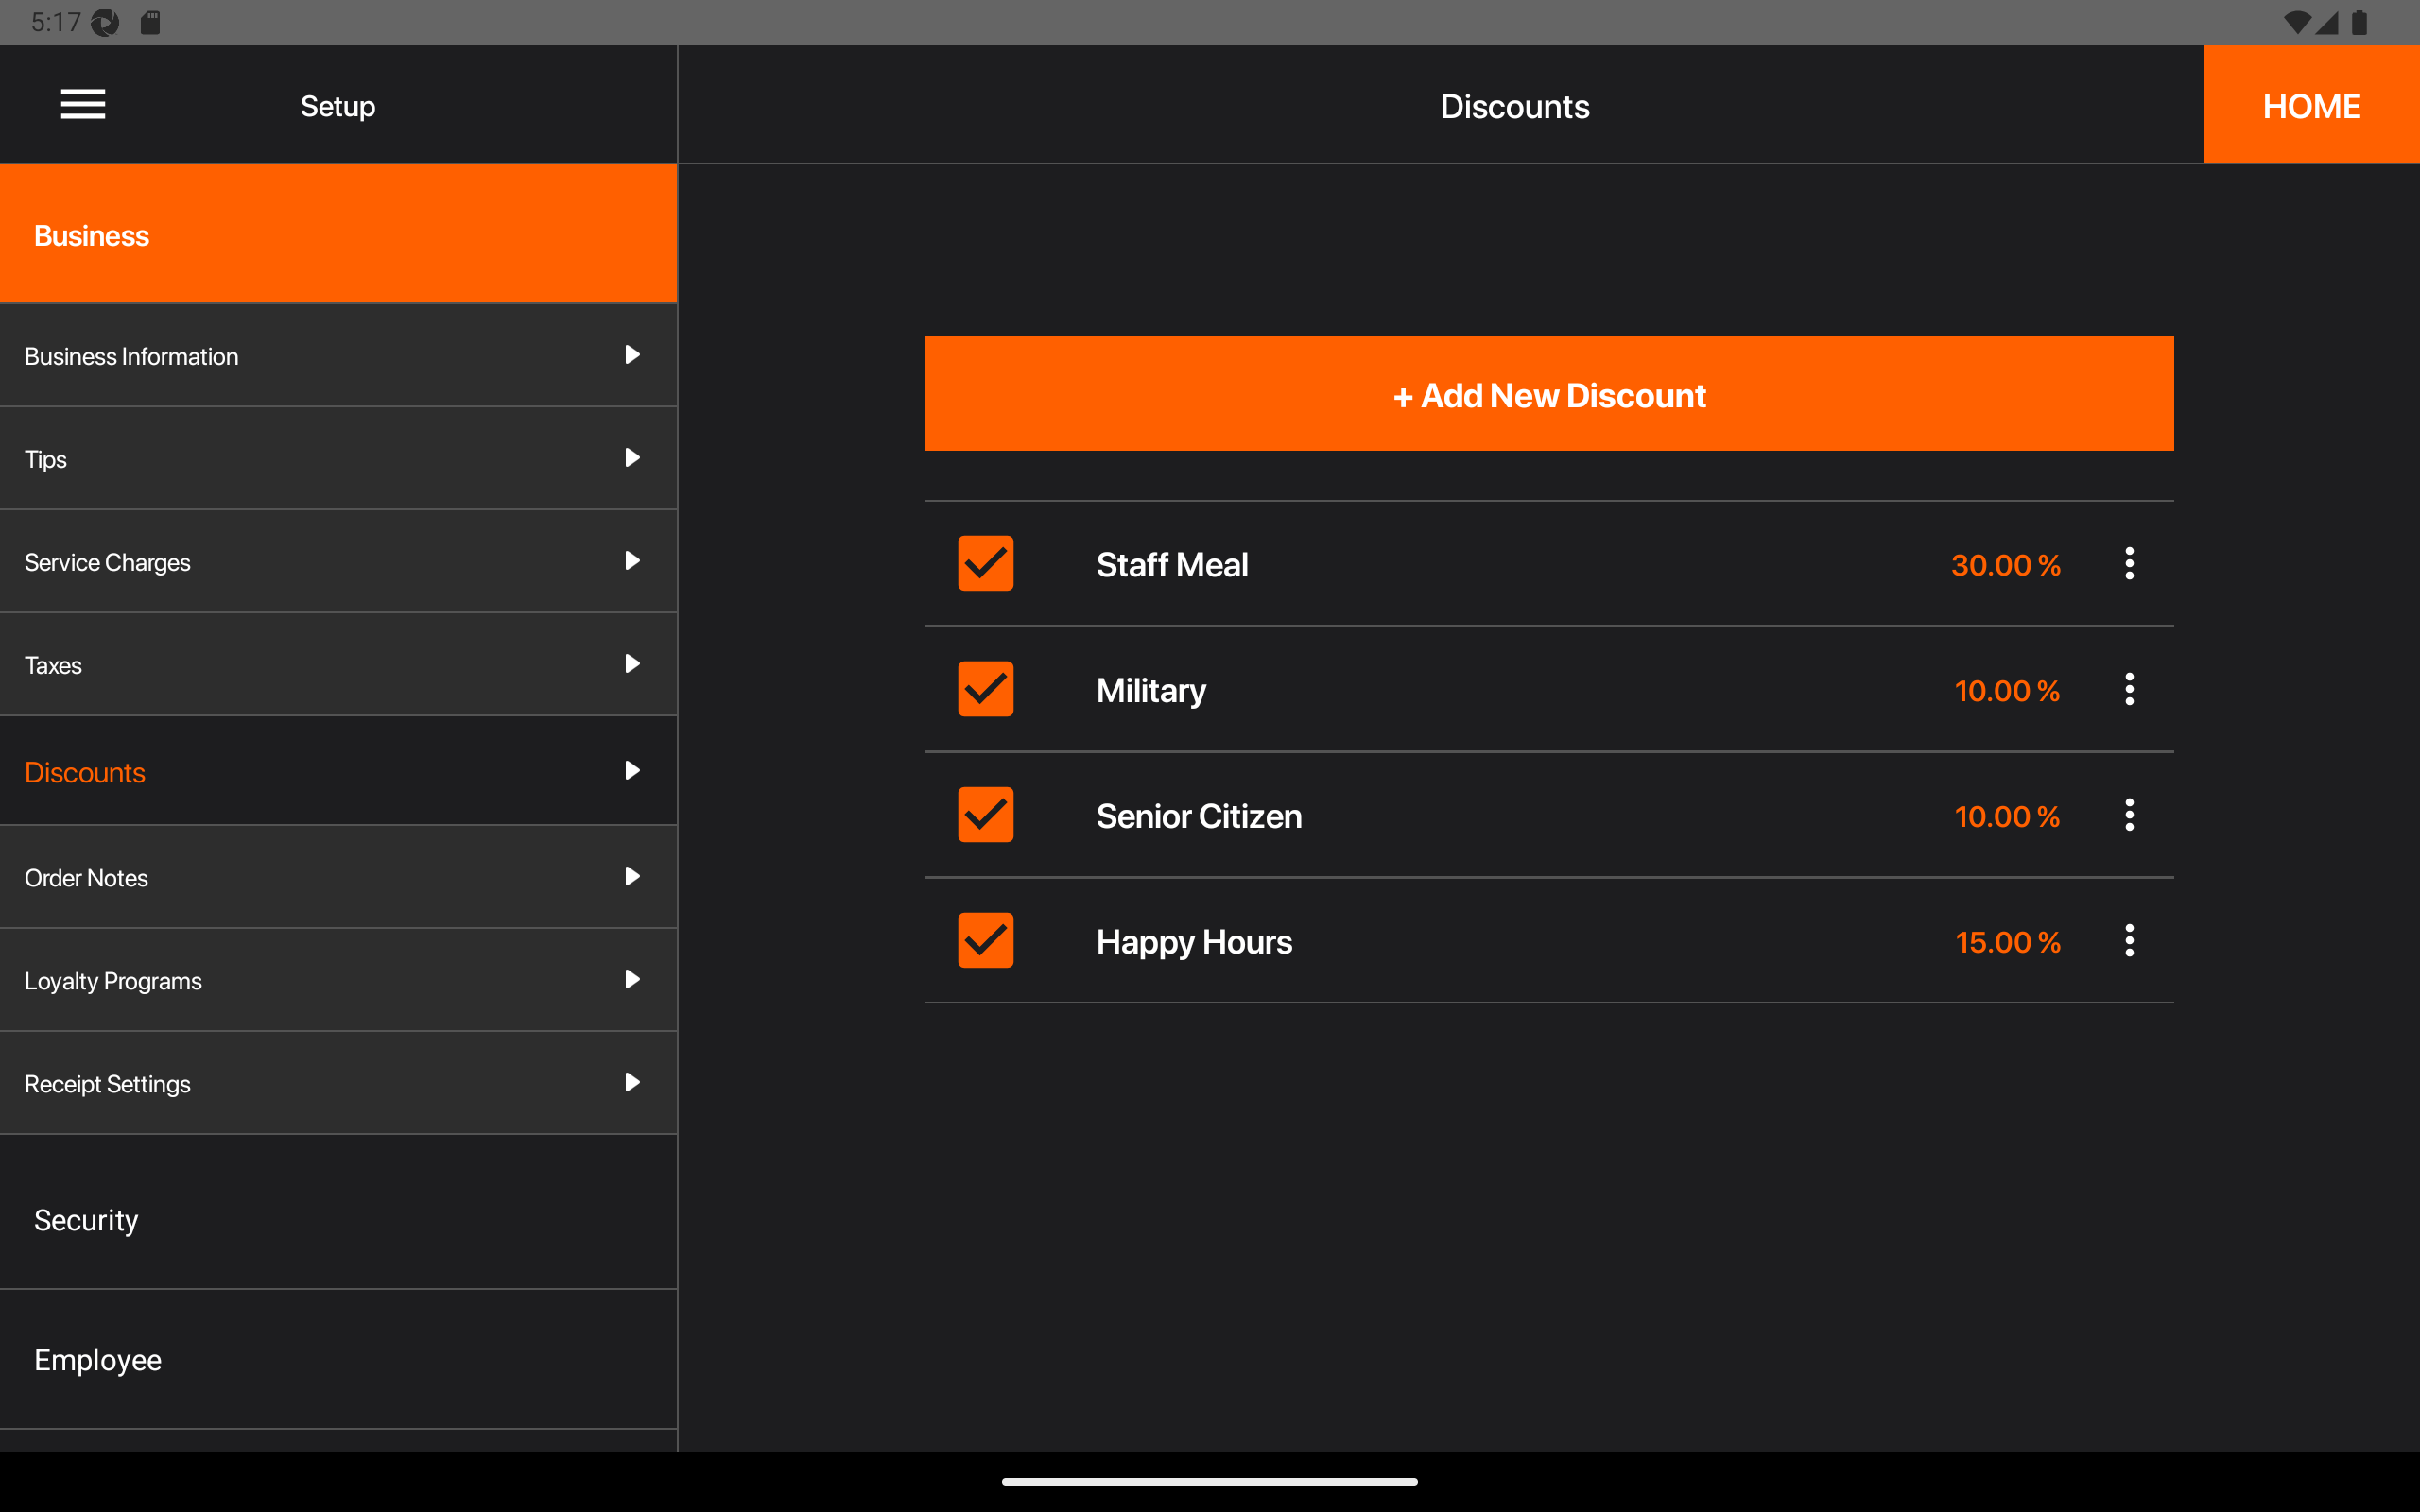 5:17
Setup
Discounts
HOME
Business
Business Information
Tips
Service Charges
Taxes
Discounts
Order Notes
Loyalty Programs
Receipt Settings
Security
Employee
+ Add New Discount
Staff Meal 30.00 %
Military 10.00 %
Senior Citizen 10.00 %
Happy Hours 15.00 %